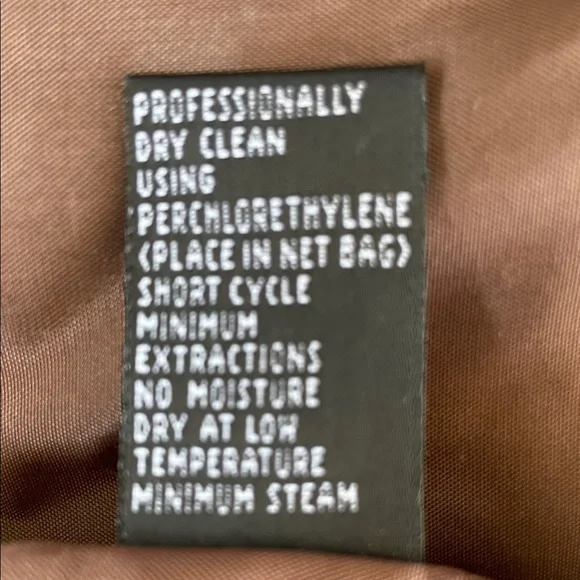 PROFESSIONALLY
DRY CLEAN
USING
PERCHLORETHYLENE
(PLACE IN NET BAG)
SHORT CYCLE
MINIMUM
EXTRACTIONS
NO MOISTURE
DRY AT LOW
TEMPERATURE
MINIMUM STEAM